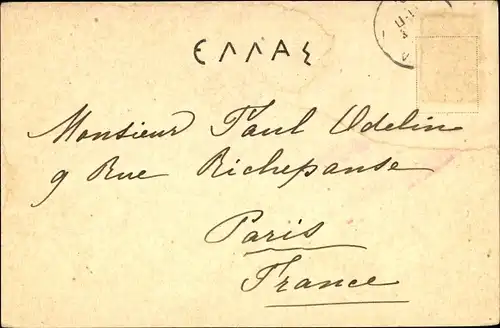 ΕΛΛΑΣ
Monsieur Paul Odelin
9 Rue Richepanse
Paris
France